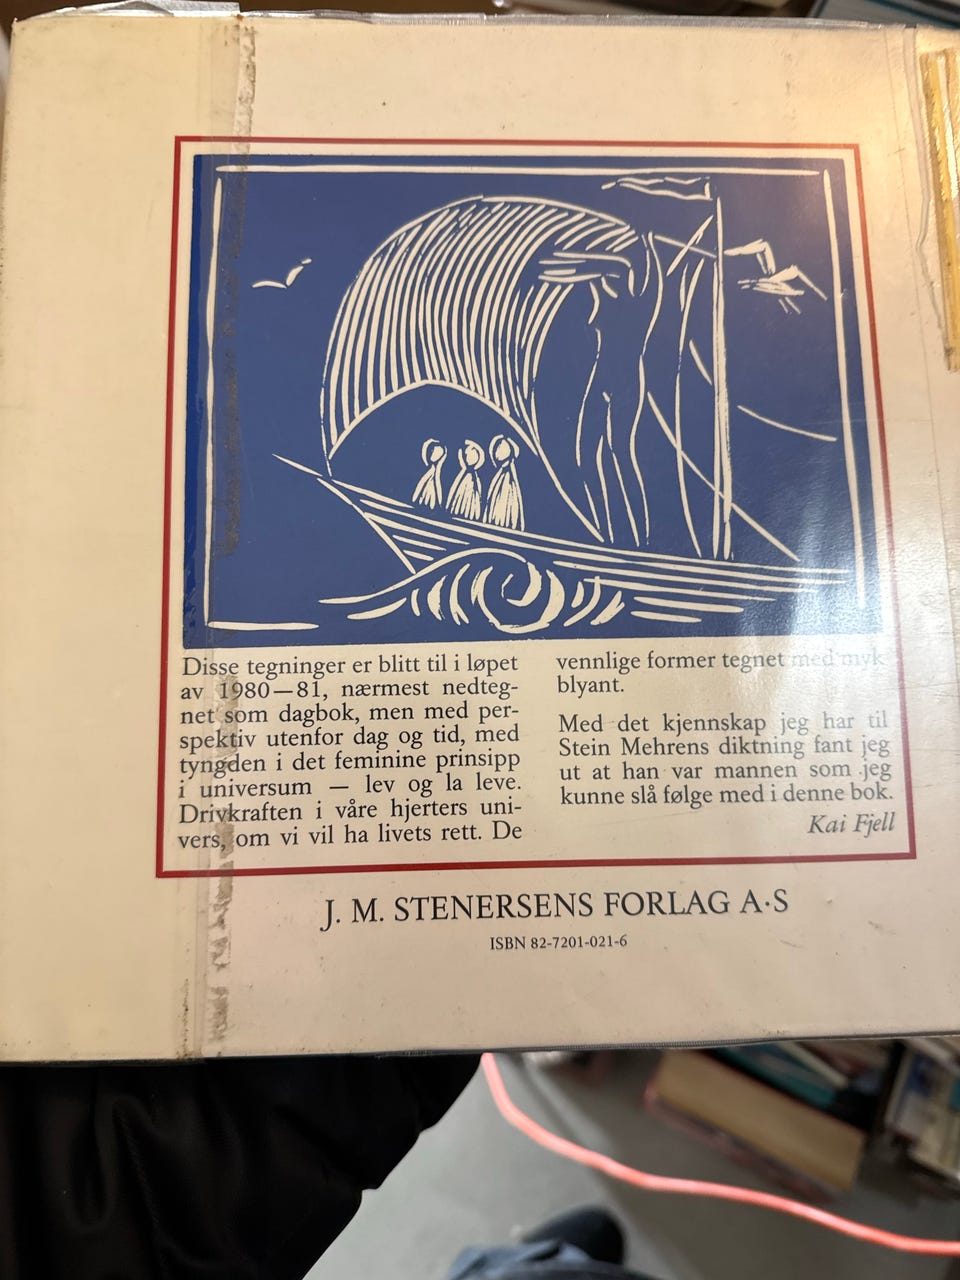 Disse tegninger er blitt til i løpet
av 1980—81, nærmest nedteg-
net som dagbok, men med per-
spektiv utenfor dag og tid, med
tyngden i det feminine prinsipp
i universum — lev og la leve.
Drivkraften i våre hjerters uni-
vers, om vi vil ha livets rett. De
vennlige former tegnet med myk
blyant.
Med det kjennskap jeg har til
Stein Mehrens diktning fant jeg
ut at han var mannen som jeg
kunne slå følge med i denne bok.
Kai Fjell
J. M. STENERSENS FORLAG A·S
ISBN 82-7201-021-6